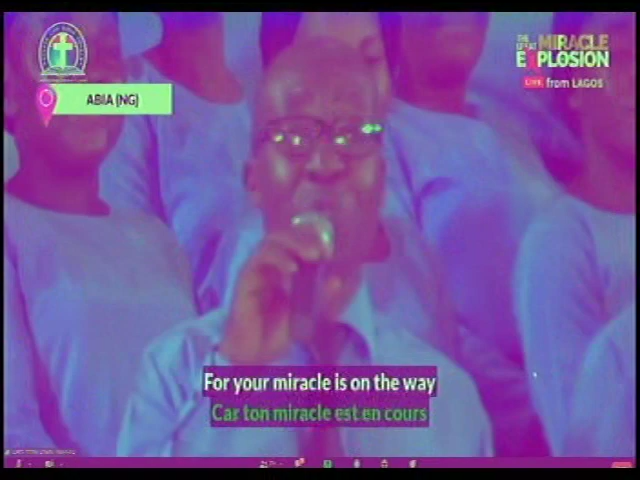 THE GREAT MIRACLE
EXPLOSION
LIVE from LAGOS
ABIA (NG)
For your miracle is on the way
Car ton miracle est en cours